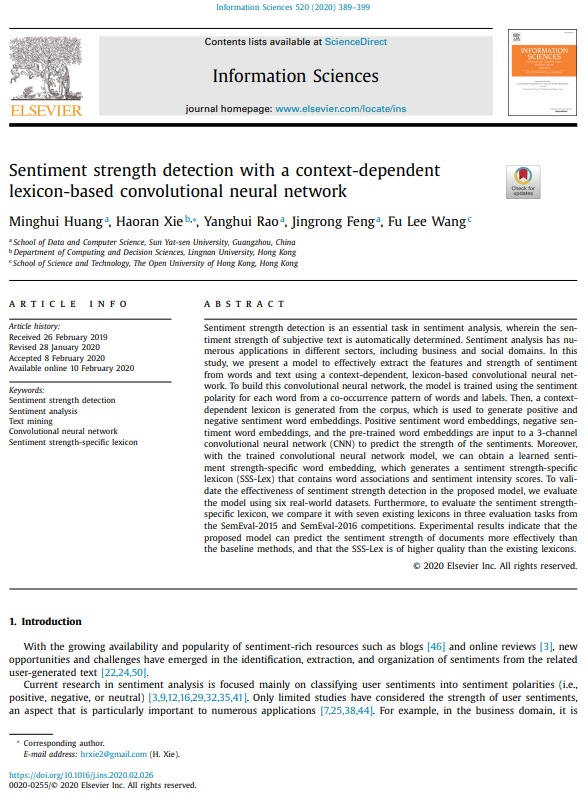 Information Sciences 520 (2020) 389–399
Contents lists available at ScienceDirect
Information Sciences
journal homepage: www.elsevier.com/locate/ins
ELSEVIER
INFORMATION
SCIENCES
Sentiment strength detection with a context-dependent
lexicon-based convolutional neural network
Check for
updates
Minghui Huang a, Haoran Xie b,*, Yanghui Rao a, Jingrong Feng a, Fu Lee Wang c
a School of Data and Computer Science, Sun Yat-sen University, Guangzhou, China
b Department of Computing and Decision Sciences, Lingnan University, Hong Kong
c School of Science and Technology, The Open University of Hong Kong, Hong Kong
ARTICLE INFO
Article history:
Received 26 February 2019
Revised 28 January 2020
Accepted 8 February 2020
Available online 10 February 2020
Keywords:
Sentiment strength detection
Sentiment analysis
Text mining
Convolutional neural network
Sentiment strength-specific lexicon
ABSTRACT
Sentiment strength detection is an essential task in sentiment analysis, wherein the sen-
timent strength of subjective text is automatically determined. Sentiment analysis has nu-
merous applications in different sectors, including business and social domains. In this
study, we present a model to effectively extract the features and strength of sentiment
from words and text using a context-dependent, lexicon-based convolutional neural net-
work. To build this convolutional neural network, the model is trained using the sentiment
polarity for each word from a co-occurrence pattern of words and labels. Then, a context-
dependent lexicon is generated from the corpus, which is used to generate positive and
negative sentiment word embeddings. Positive sentiment word embeddings, negative sen-
timent word embeddings, and the pre-trained word embeddings are input to a 3-channel
convolutional neural network (CNN) to predict the strength of the sentiments. Moreover,
with the trained convolutional neural network model, we can obtain a learned senti-
ment strength-specific word embedding, which generates a sentiment strength-specific
lexicon (SSS-Lex) that contains word associations and sentiment intensity scores. To vali-
date the effectiveness of sentiment strength detection in the proposed model, we evaluate
the model using six real-world datasets. Furthermore, to evaluate the sentiment strength-
specific lexicon, we compare it with seven existing lexicons in three evaluation tasks from
the SemEval-2015 and SemEval-2016 competitions. Experimental results indicate that the
proposed model can predict the sentiment strength of documents more effectively than
the baseline methods, and that the SSS-Lex is of higher quality than the existing lexicons.
© 2020 Elsevier Inc. All rights reserved.
1. Introduction
With the growing availability and popularity of sentiment-rich resources such as blogs [46] and online reviews [3], new
opportunities and challenges have emerged in the identification, extraction, and organization of sentiments from the related
user-generated text [22,24,50].
Current research in sentiment analysis is focused mainly on classifying user sentiments into sentiment polarities (i.e.,
positive, negative, or neutral) [3,9,12,16,29,32,35,41]. Only limited studies have considered the strength of user sentiments,
an aspect that is particularly important to numerous applications [7,25,38,44]. For example, in the business domain, it is
* Corresponding author.
E-mail address: hrxie2@gmail.com (H. Xie).
https://doi.org/10.1016/j.ins.2020.02.026
0020-0255/© 2020 Elsevier Inc. All rights reserved.